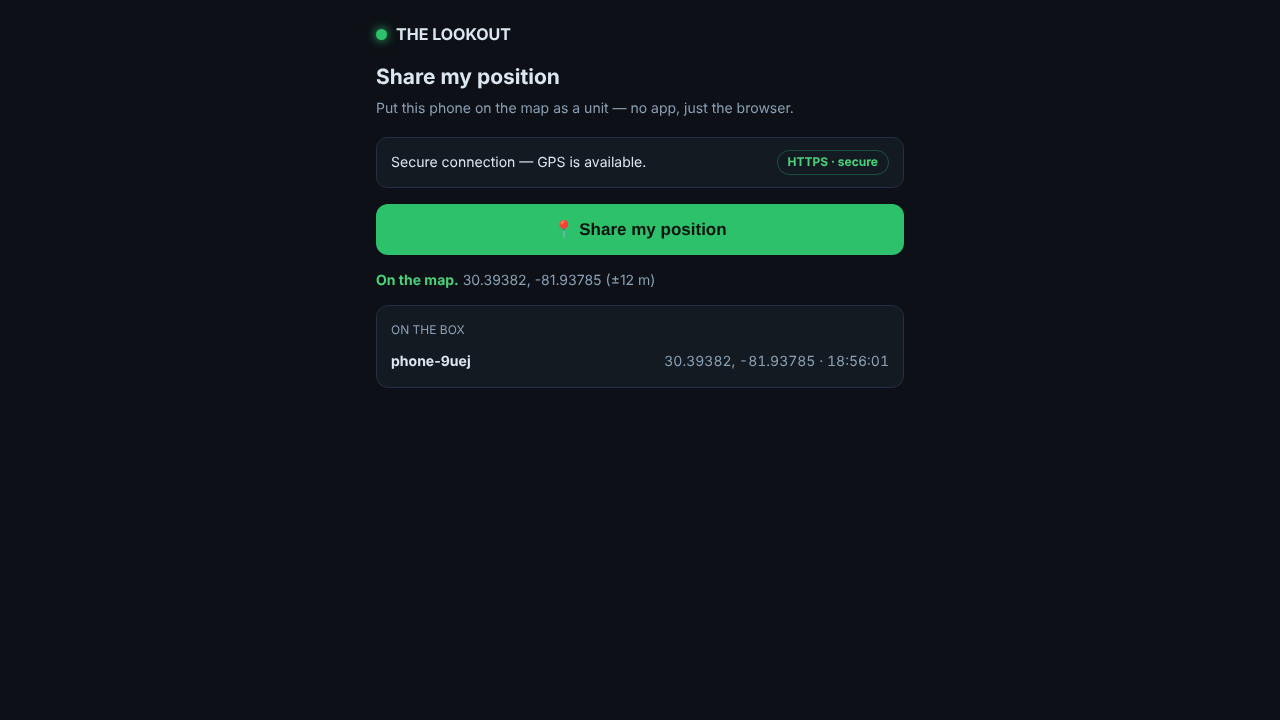 THE LOOKOUT
Share my position
Put this phone on the map as a unit — no app, just the browser.
Secure connection — GPS is available.
HTTPS · secure
📍 Share my position
On the map. 30.39382, -81.93785 (±12 m)
ON THE BOX
phone-9uej
30.39382, -81.93785 · 18:56:01